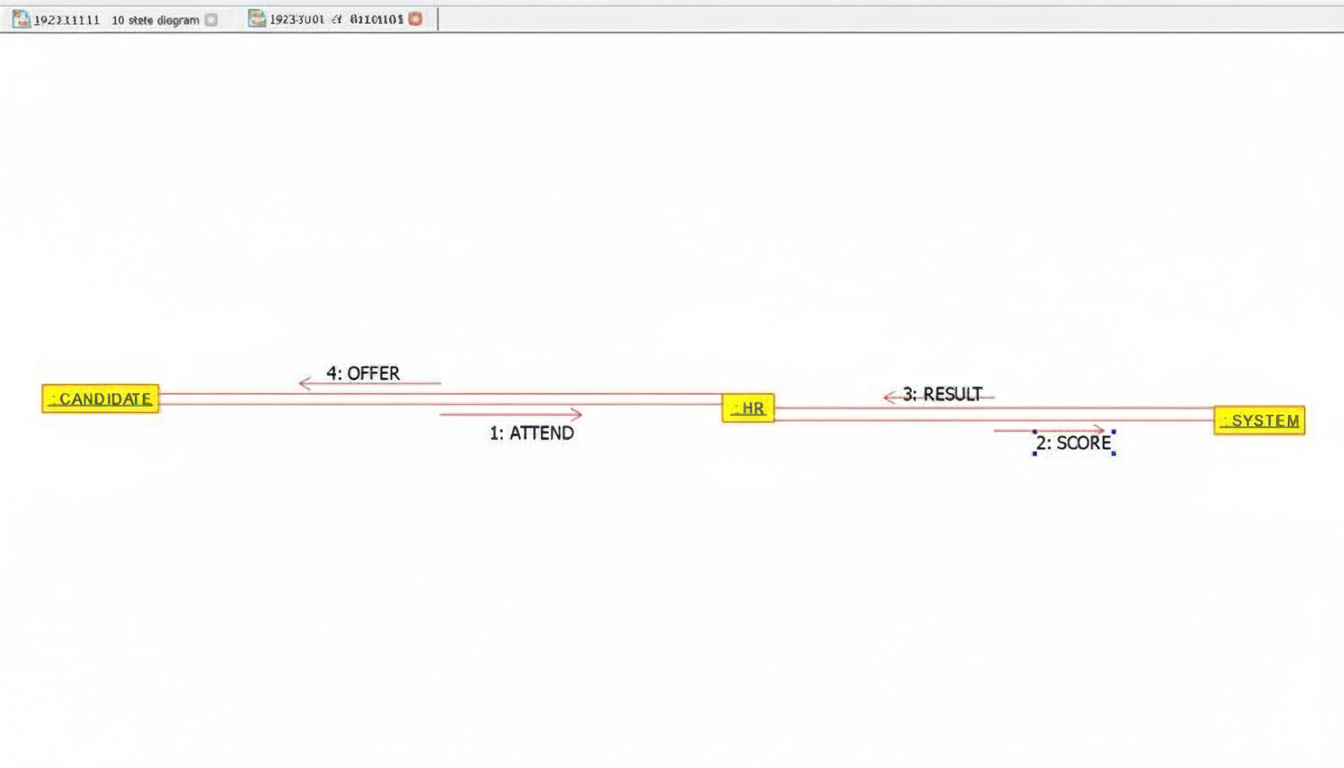 10 state diagram
4: OFFER
: CANDIDATE
: HR
3: RESULT
: SYSTEM
1: ATTEND
2: SCORE